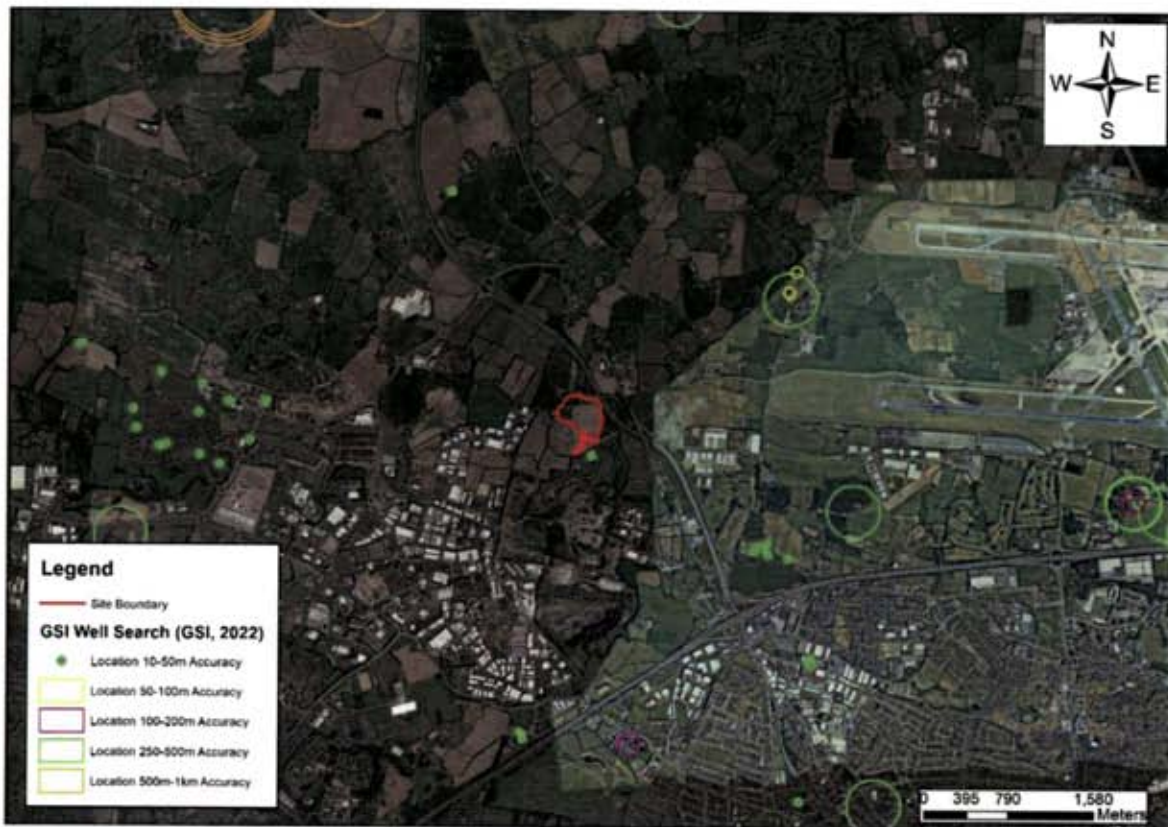 N
W E
S
Legend
Site Boundary
GSI Well Search (GSI, 2022)
Location 10-50m Accuracy
Location 50-100m Accuracy
Location 100-200m Accuracy
Location 250-500m Accuracy
Location 500m-1km Accuracy
0 395 790 1,580
Meters